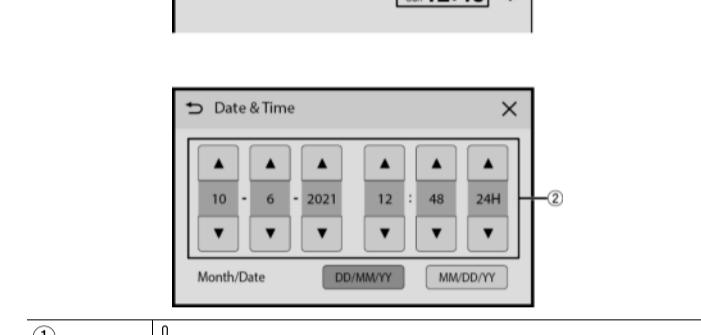 Date & Time
10 - 6 - 2021 12 : 48 24H
②
Month/Date DD/MM/YY MM/DD/YY
①